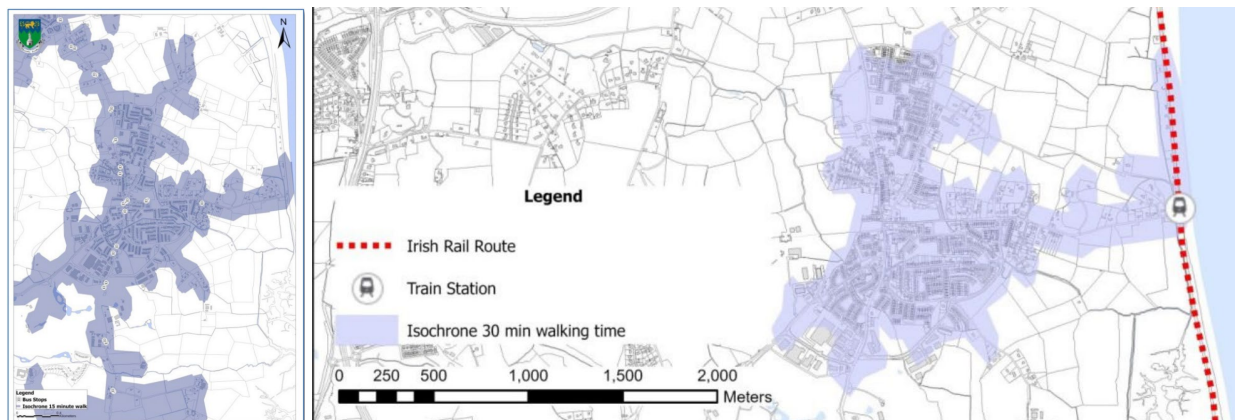 N
Legend
Bus Stops
Isochrone 15 minute walk
Legend
Irish Rail Route
Train Station
Isochrone 30 min walking time
0 250 500 1,000 1,500 2,000
Meters